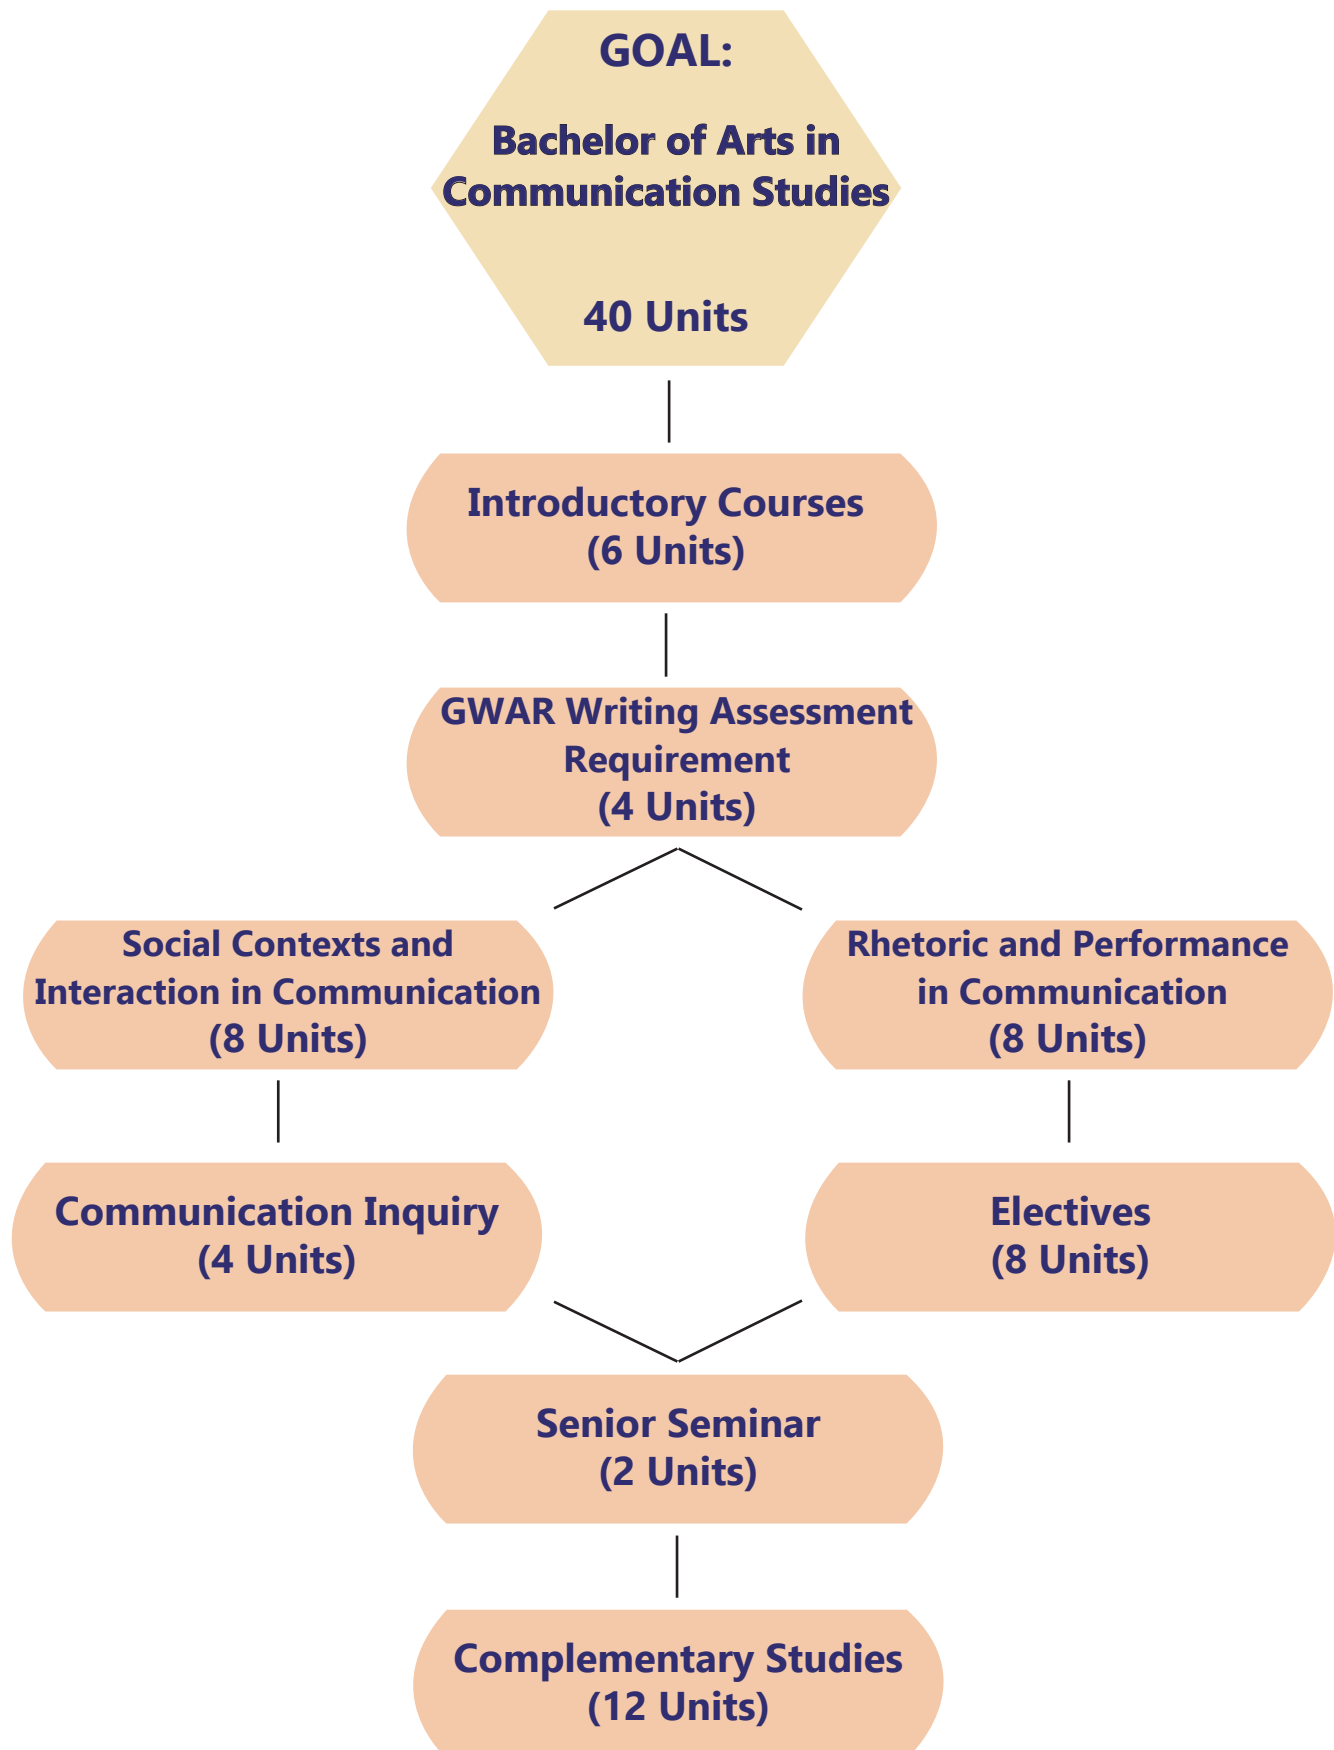 GOAL:
Bachelor of Arts in
Communication Studies
40 Units
Introductory Courses
(6 Units)
GWAR Writing Assessment
Requirement
(4 Units)
Social Contexts and
Interaction in Communication
(8 Units)
Rhetoric and Performance
in Communication
(8 Units)
Communication Inquiry
(4 Units)
Electives
(8 Units)
Senior Seminar
(2 Units)
Complementary Studies
(12 Units)